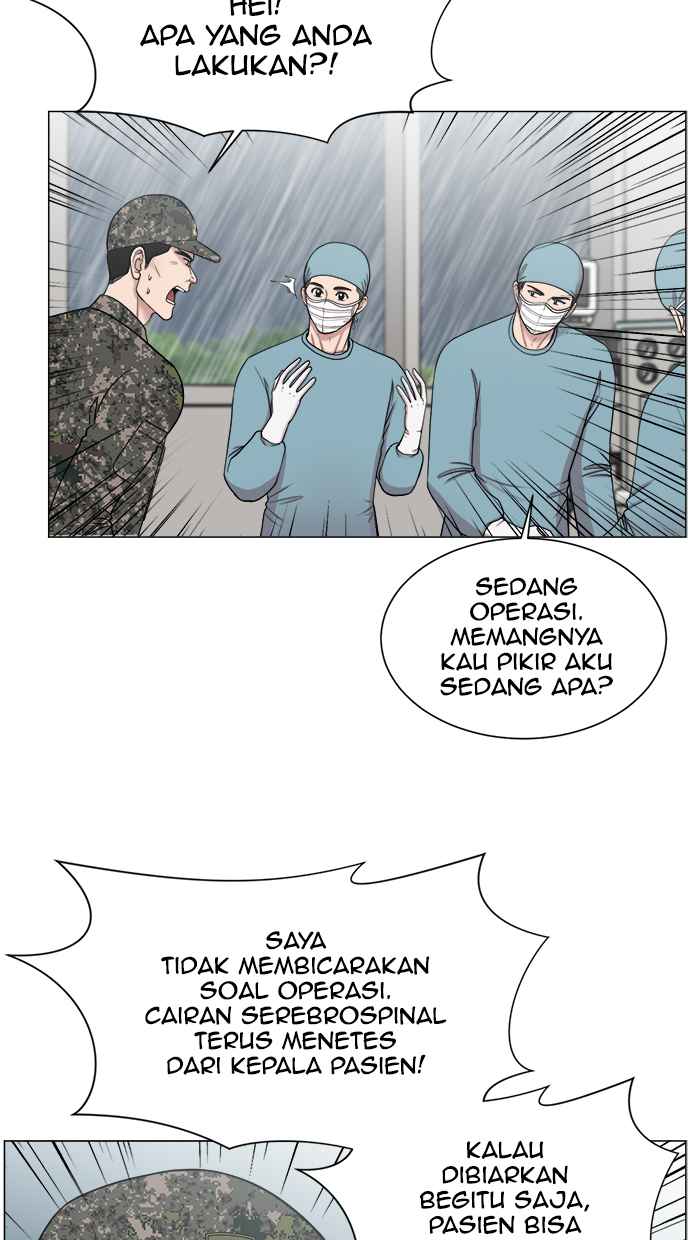 HEI!
APA YANG ANDA
LAKUKAN?!
SEDANG
OPERASI.
MEMANGNYA
KAU PIKIR AKU
SEDANG APA?
SAYA
TIDAK MEMBICARAKAN
SOAL OPERASI.
CAIRAN SEREBROSPINAL
TERUS MENETES
DARI KEPALA PASIEN!
KALAU
DIBIARKAN
BEGITU SAJA,
PASIEN BISA